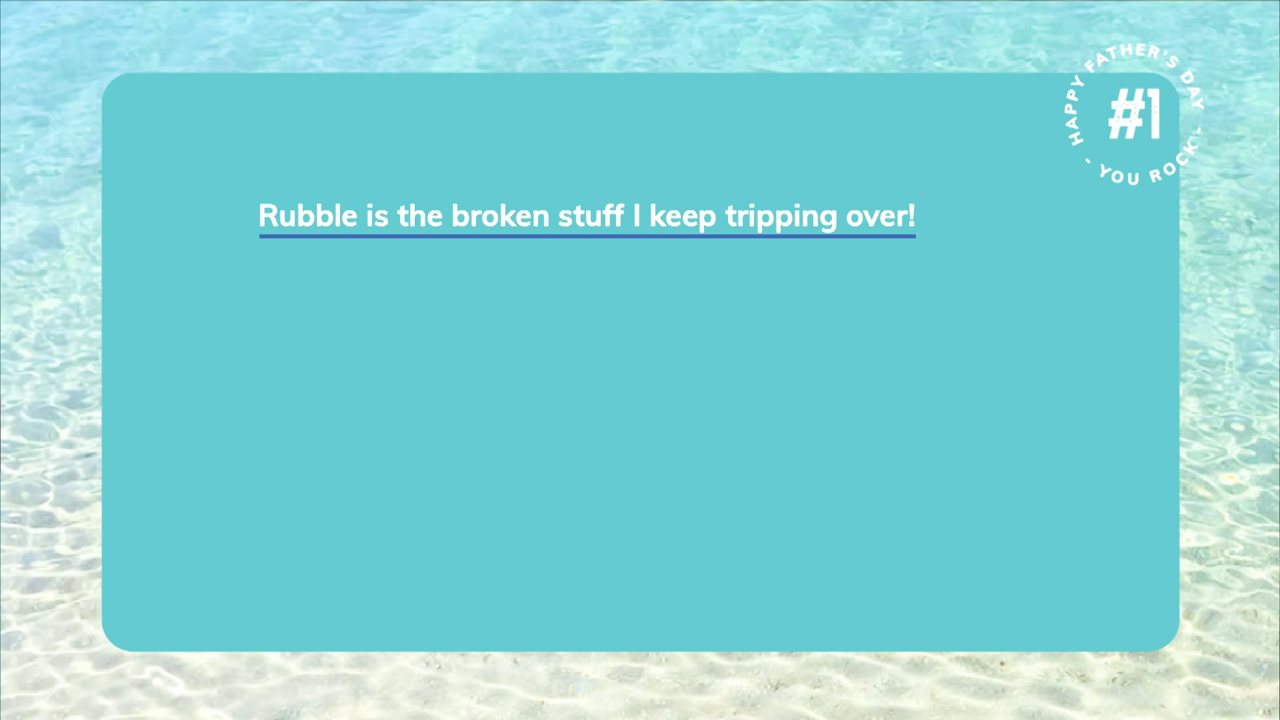 HAPPY FATHER'S DAY
#1
- YOU ROCK -
Rubble is the broken stuff I keep tripping over!